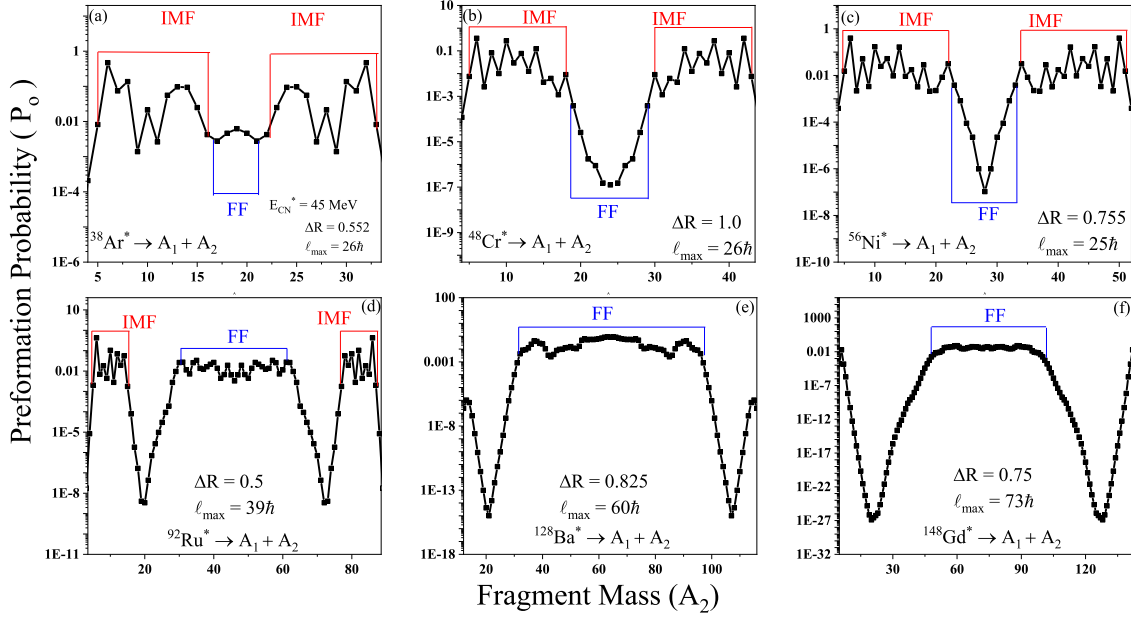 Preformation Probability ( P₀ )
(a)
IMF
IMF
1
0.01
1E-4
1E-6
5
10
15
20
25
30
FF
E_CN* = 45 MeV
ΔR = 0.552
ℓ_max = 26ħ
³⁸Ar* → A₁ + A₂
(b)
IMF
IMF
10
0.1
1E-3
1E-5
1E-7
1E-9
1E-11
10
20
30
40
FF
ΔR = 1.0
⁴⁸Cr* → A₁ + A₂
ℓ_max = 26ħ
(c)
IMF
IMF
1
0.01
1E-4
1E-6
1E-8
1E-10
10
20
30
40
50
FF
ΔR = 0.755
⁵⁶Ni* → A₁ + A₂
ℓ_max = 25ħ
(d)
IMF
IMF
FF
10
0.01
1E-5
1E-8
1E-11
20
40
60
80
ΔR = 0.5
ℓ_max = 39ħ
⁹²Ru* → A₁ + A₂
(e)
FF
100
0.001
1E-8
1E-13
1E-18
20
40
60
80
100
ΔR = 0.825
ℓ_max = 60ħ
¹²⁸Ba* → A₁ + A₂
(f)
FF
1000
0.01
1E-7
1E-12
1E-17
1E-22
1E-27
1E-32
30
60
90
120
ΔR = 0.75
ℓ_max = 73ħ
¹⁴⁸Gd* → A₁ + A₂
Fragment Mass (A₂)